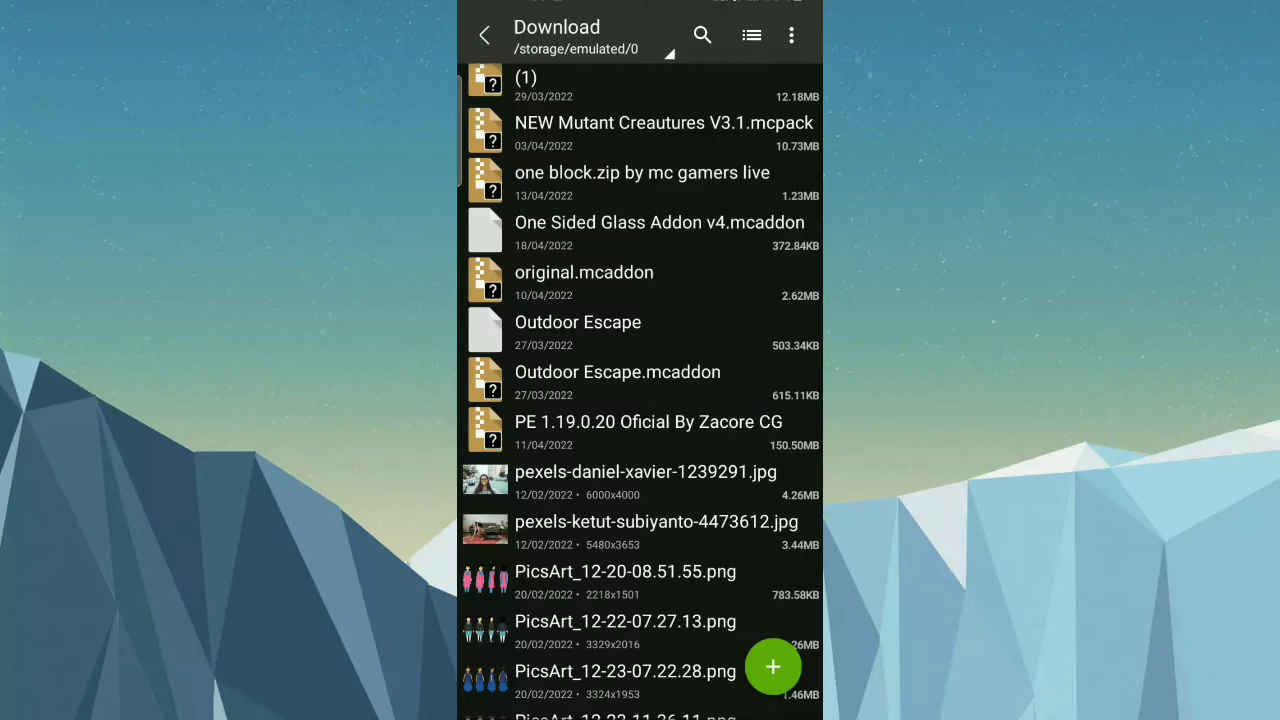 Download
/storage/emulated/0
(1)
29/03/2022 12.18MB
NEW Mutant Creautures V3.1.mcpack
03/04/2022 10.73MB
one block.zip by mc gamers live
13/04/2022 1.23MB
One Sided Glass Addon v4.mcaddon
18/04/2022 372.84KB
original.mcaddon
10/04/2022 2.62MB
Outdoor Escape
27/03/2022 503.34KB
Outdoor Escape.mcaddon
27/03/2022 615.11KB
PE 1.19.0.20 Oficial By Zacore CG
11/04/2022 150.50MB
pexels-daniel-xavier-1239291.jpg
12/02/2022 • 6000x4000 4.26MB
pexels-ketut-subiyanto-4473612.jpg
12/02/2022 • 5480x3653 3.44MB
PicsArt_12-20-08.51.55.png
20/02/2022 • 2218x1501 783.58KB
PicsArt_12-22-07.27.13.png
20/02/2022 • 3329x2016 26MB
PicsArt_12-23-07.22.28.png
20/02/2022 • 3324x1953 1.46MB